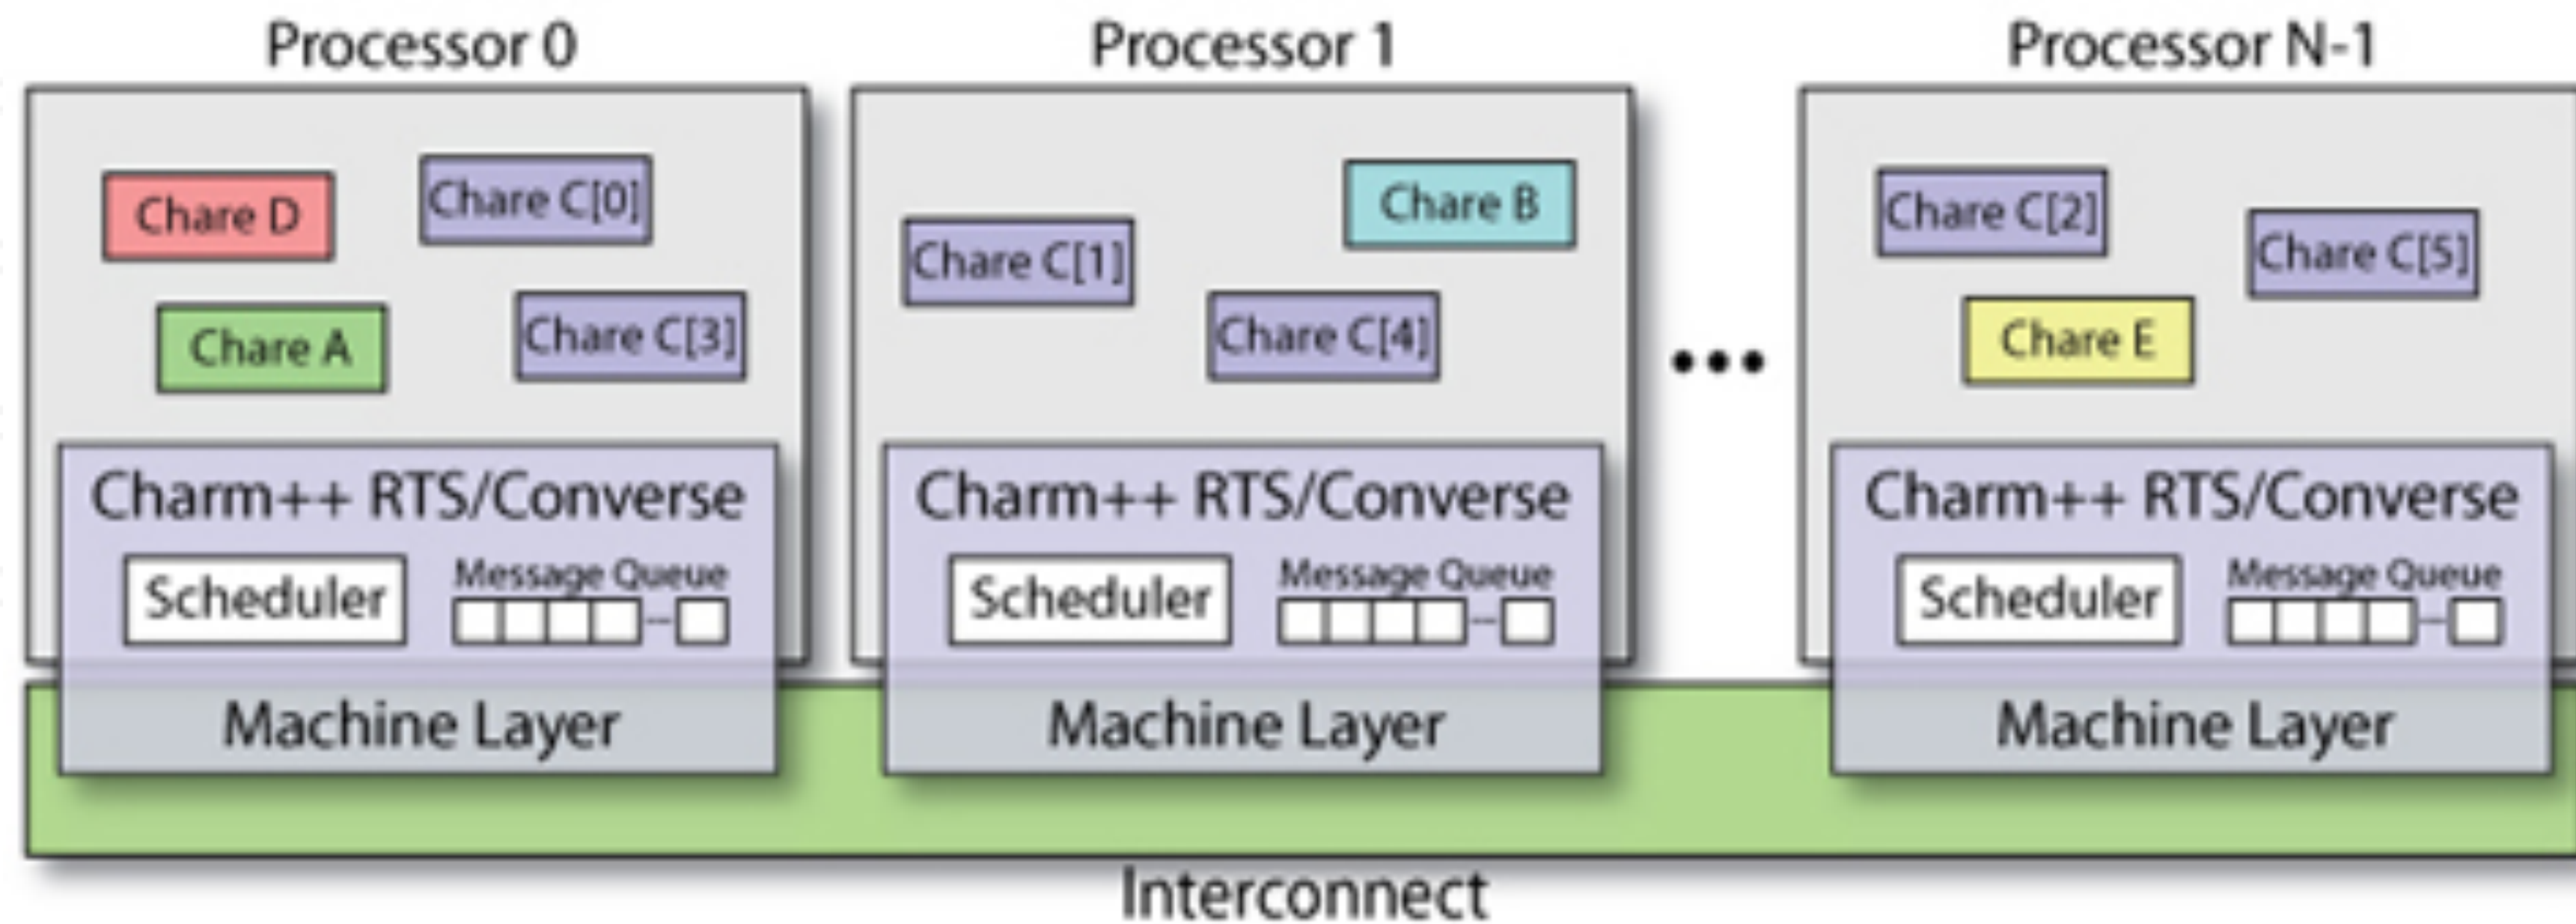 Processor 0
Chare D
Chare C[0]
Chare A
Chare C[3]
Charm++ RTS/Converse
Scheduler
Message Queue
Machine Layer
Processor 1
Chare B
Chare C[1]
Chare C[4]
Charm++ RTS/Converse
Scheduler
Message Queue
Machine Layer
Processor N-1
Chare C[2]
Chare C[5]
Chare E
Charm++ RTS/Converse
Scheduler
Message Queue
Machine Layer
Interconnect